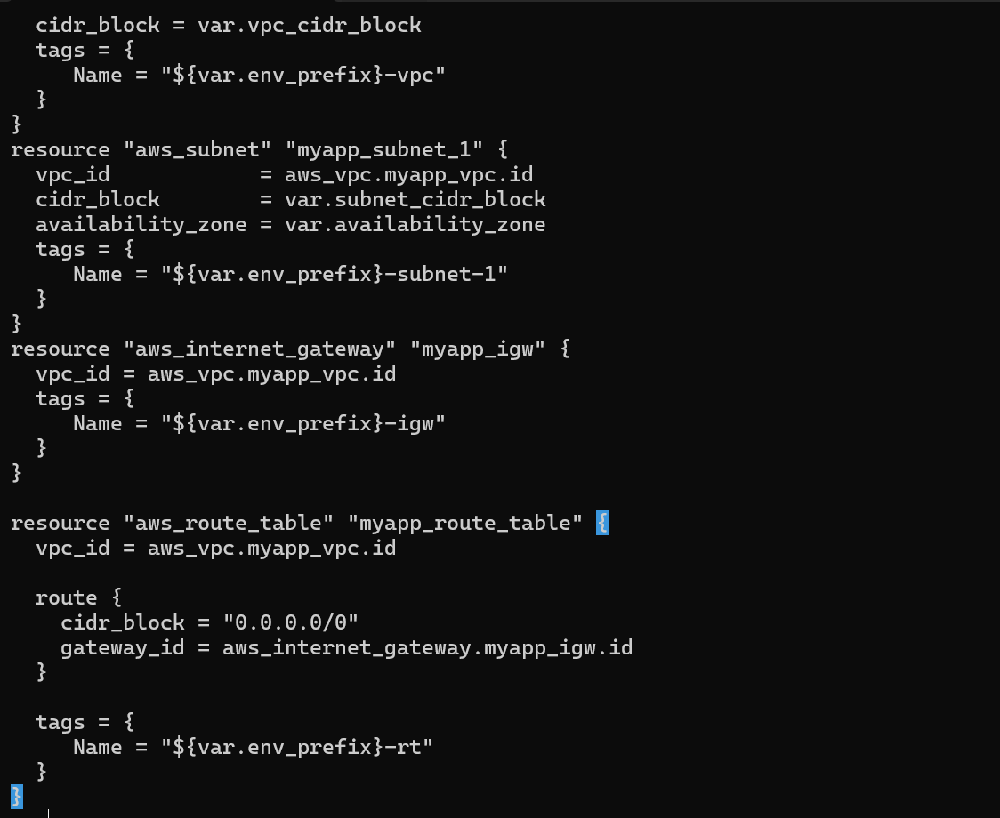 cidr_block = var.vpc_cidr_block
  tags = {
     Name = "${var.env_prefix}-vpc"
  }
}
resource "aws_subnet" "myapp_subnet_1" {
  vpc_id            = aws_vpc.myapp_vpc.id
  cidr_block        = var.subnet_cidr_block
  availability_zone = var.availability_zone
  tags = {
     Name = "${var.env_prefix}-subnet-1"
  }
}
resource "aws_internet_gateway" "myapp_igw" {
  vpc_id = aws_vpc.myapp_vpc.id
  tags = {
     Name = "${var.env_prefix}-igw"
  }
}

resource "aws_route_table" "myapp_route_table" {
  vpc_id = aws_vpc.myapp_vpc.id

  route {
    cidr_block = "0.0.0.0/0"
    gateway_id = aws_internet_gateway.myapp_igw.id
  }

  tags = {
     Name = "${var.env_prefix}-rt"
  }
}